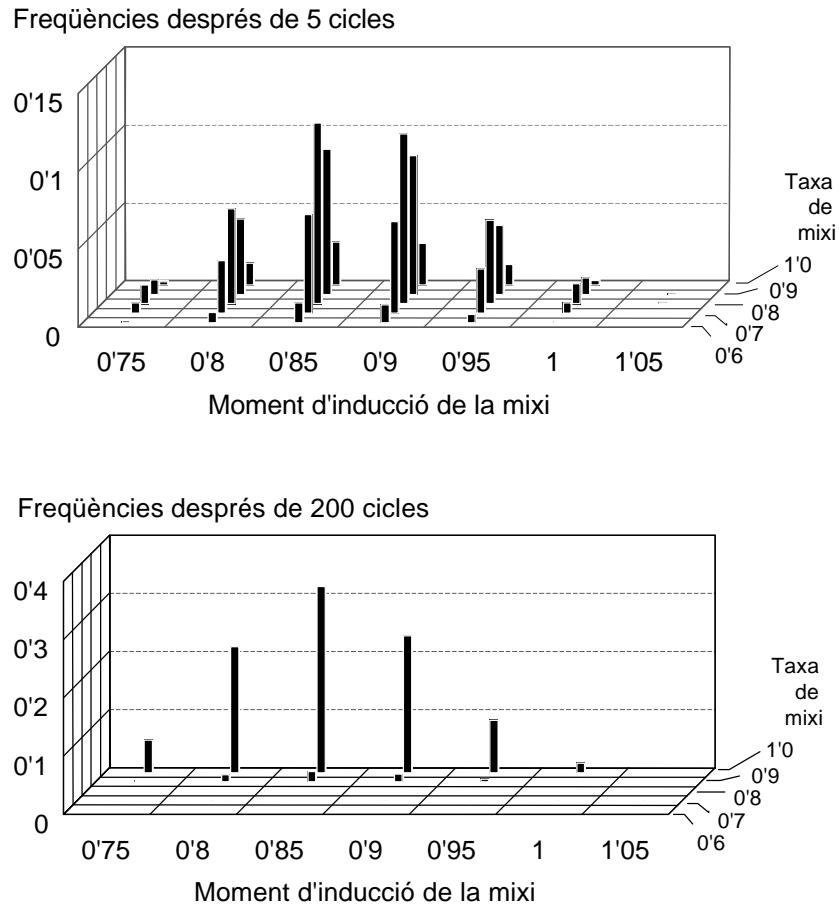 Freqüències després de 5 cicles
0'15
0'1
0'05
0
Taxa
de
mixi
1'0
0'9
0'8
0'7
0'6
0'75 0'8 0'85 0'9 0'95 1 1'05
Moment d'inducció de la mixi
Freqüències després de 200 cicles
0'4
0'3
0'2
0'1
0
Taxa
de
mixi
1'0
0'9
0'8
0'7
0'6
0'75 0'8 0'85 0'9 0'95 1 1'05
Moment d'inducció de la mixi